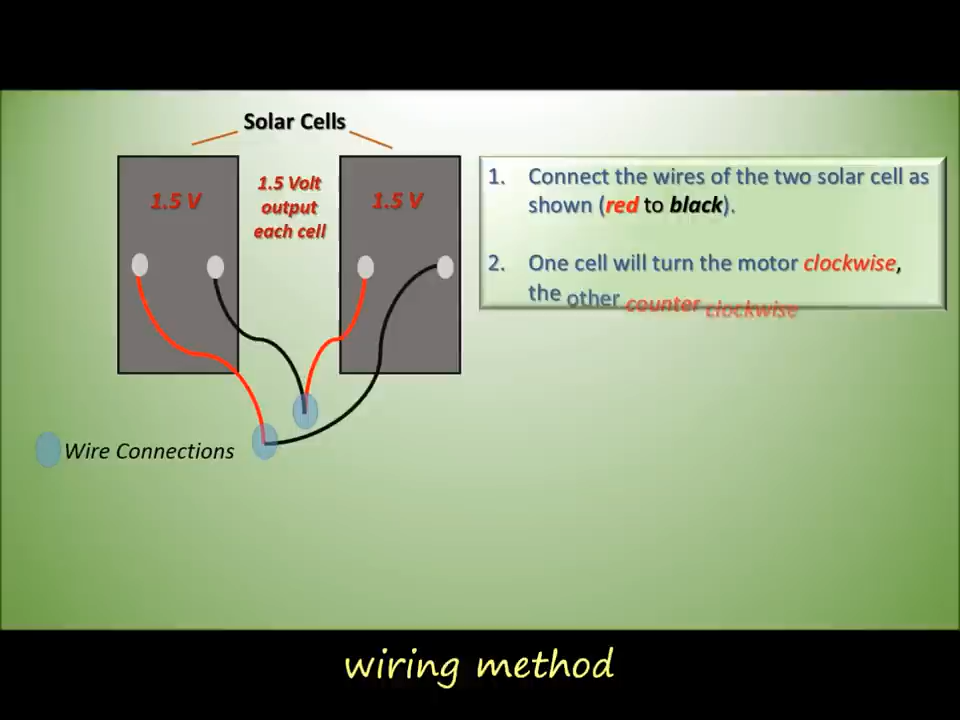 Solar Cells
1.5 V
1.5 Volt
output
each cell
1.5 V
1. Connect the wires of the two solar cell as
shown (red to black).
2. One cell will turn the motor clockwise,
the other counter clockwise
Wire Connections
wiring method